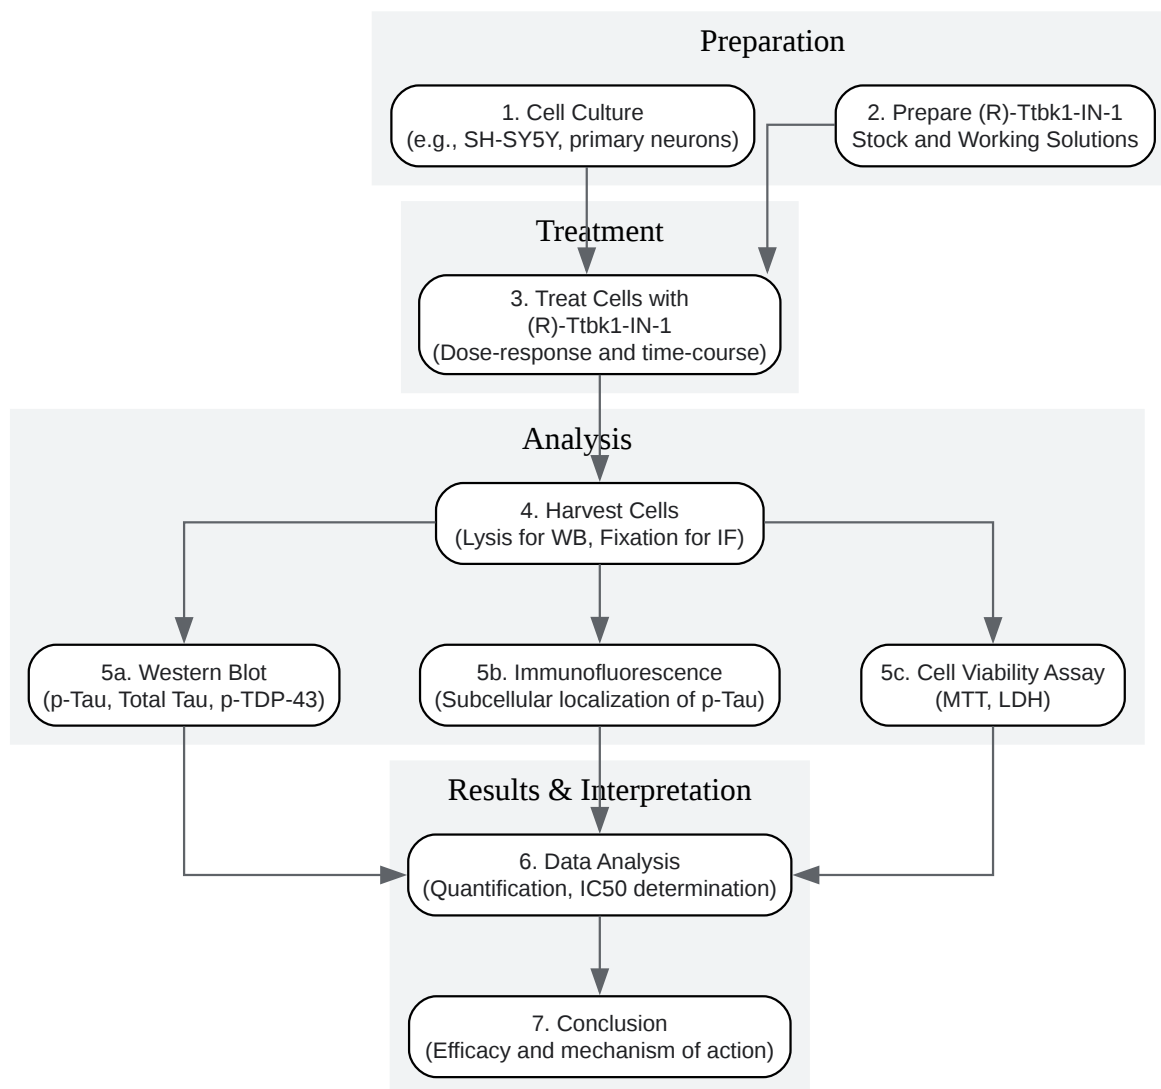 Preparation
1. Cell Culture
(e.g., SH-SY5Y, primary neurons)
2. Prepare (R)-Ttbk1-IN-1
Stock and Working Solutions
Treatment
3. Treat Cells with
(R)-Ttbk1-IN-1
(Dose-response and time-course)
Analysis
4. Harvest Cells
(Lysis for WB, Fixation for IF)
5a. Western Blot
(p-Tau, Total Tau, p-TDP-43)
5b. Immunofluorescence
(Subcellular localization of p-Tau)
5c. Cell Viability Assay
(MTT, LDH)
Results & Interpretation
6. Data Analysis
(Quantification, IC50 determination)
7. Conclusion
(Efficacy and mechanism of action)